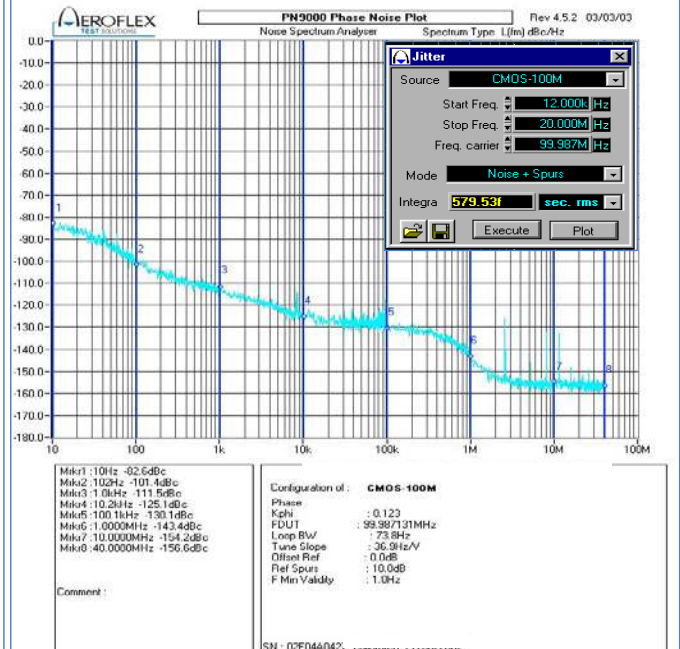 AEROFLEX
TEST SOLUTIONS
PN9000 Phase Noise Plot
Rev 4.5.2 03/03/03
Noise Spectrum Analyser
Spectrum Type L(fm) dBc/Hz
0.0
-10.0
-20.0
-30.0
-40.0
-50.0
-60.0
-70.0
-80.0
-90.0
-100.0
-110.0
-120.0
-130.0
-140.0
-150.0
-160.0
-170.0
-180.0
1
2
3
4
5
6
7
8
10
100
1k
10k
100k
1M
10M
100M
Jitter
Source CMOS-100M
Start Freq. 12.000k Hz
Stop Freq. 20.000M Hz
Freq. carrier 99.987M Hz
Mode Noise + Spurs
Integra 579.53f sec. rms
Execute Plot
Mrkr1 :10Hz -82.6dBc
Mrkr2 :102Hz -101.4dBc
Mrkr3 :1.0kHz -111.5dBc
Mrkr4 :10.2kHz -125.1dBc
Mrkr5 :100.1kHz -130.1dBc
Mrkr6 :1.0000MHz -143.4dBc
Mrkr7 :10.0000MHz -154.2dBc
Mrkr8 :40.0000MHz -156.6dBc
Comment :
Configuration of : CMOS-100M
Phase
Kphi : 0.123
FDUT : 99.987131MHz
Loop BW : 73.8Hz
Tune Slope : 36.9Hz/V
Offset Ref : 0.0dB
Ref Spurs : 10.0dB
F Min Validity : 1.0Hz
SN : 02F04A042